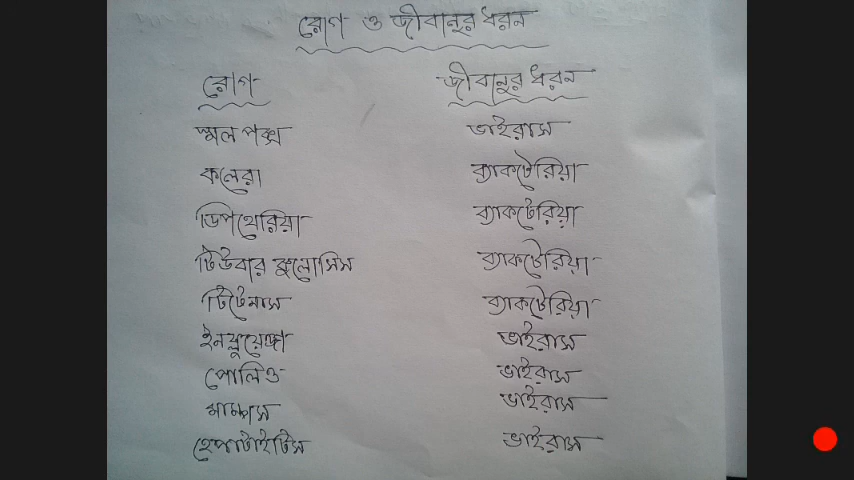 রোগ ও জীবানুর ধরন
রোগ জীবানুর ধরন
স্মল পক্স ভাইরাস
কলেরা ব্যাকটেরিয়া
ডিপথেরিয়া ব্যাকটেরিয়া
টিউবার কুলোসিস ব্যাকটেরিয়া
টিটেনাস ব্যাকটেরিয়া
ইনফ্লুয়েঞ্জা ভাইরাস
পোলিও ভাইরাস
মাম্পস ভাইরাস
হেপাটাইটিস ভাইরাস